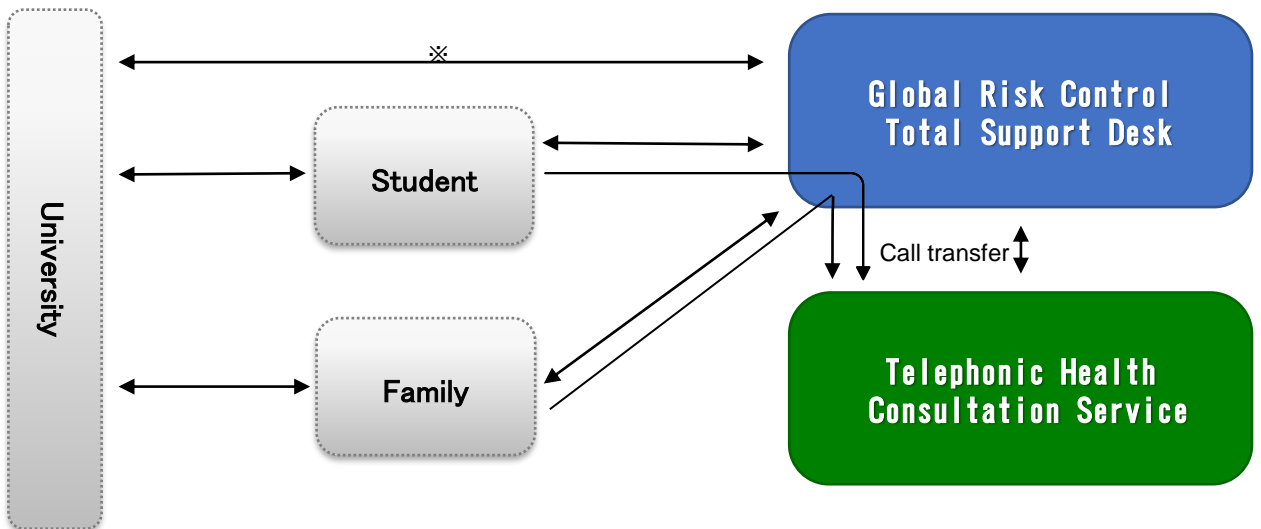 ※
Global Risk Control
Total Support Desk
Student
University
Call transfer
Family
Telephonic Health
Consultation Service